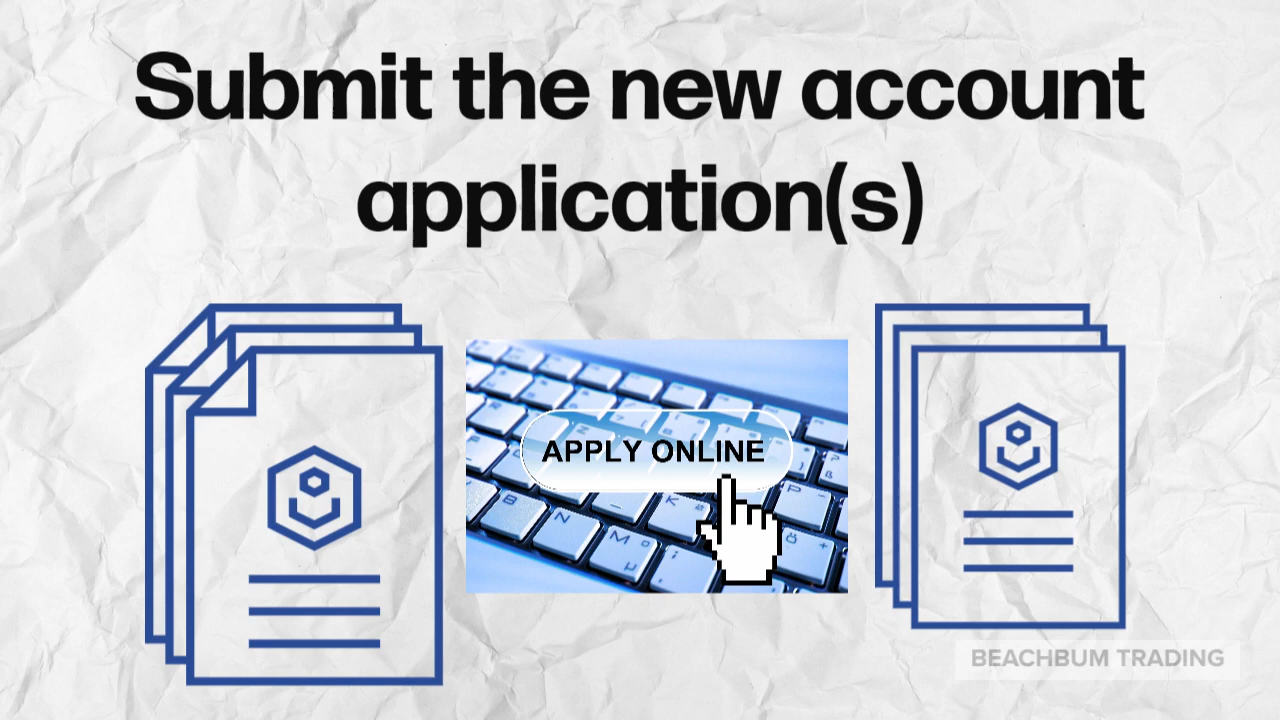 Submit the new account
application(s)
APPLY ONLINE
BEACHBUM TRADING